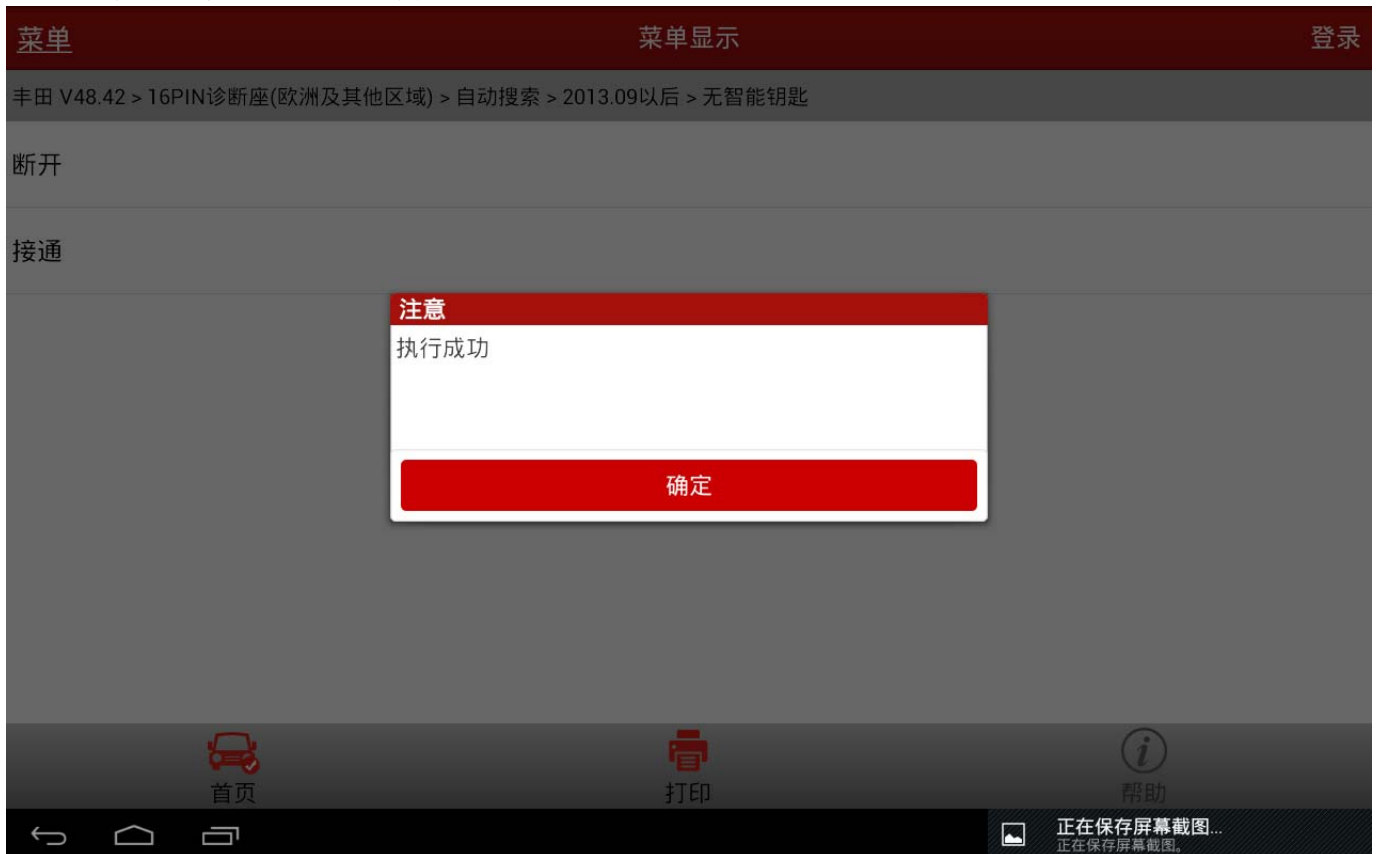 菜单
菜单显示
登录
丰田 V48.42 > 16PIN诊断座(欧洲及其他区域) > 自动搜索 > 2013.09以后 > 无智能钥匙
断开
接通
注意
执行成功
确定
首页
打印
帮助
正在保存屏幕截图...
正在保存屏幕截图。